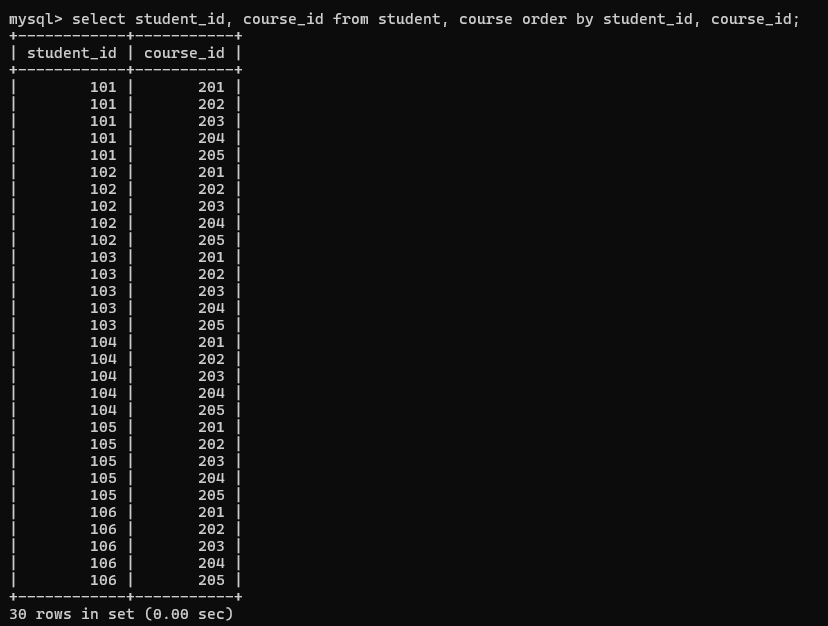 mysql> select student_id, course_id from student, course order by student_id, course_id;
+------------+-----------+
| student_id | course_id |
+------------+-----------+
|        101 |       201 |
|        101 |       202 |
|        101 |       203 |
|        101 |       204 |
|        101 |       205 |
|        102 |       201 |
|        102 |       202 |
|        102 |       203 |
|        102 |       204 |
|        102 |       205 |
|        103 |       201 |
|        103 |       202 |
|        103 |       203 |
|        103 |       204 |
|        103 |       205 |
|        104 |       201 |
|        104 |       202 |
|        104 |       203 |
|        104 |       204 |
|        104 |       205 |
|        105 |       201 |
|        105 |       202 |
|        105 |       203 |
|        105 |       204 |
|        105 |       205 |
|        106 |       201 |
|        106 |       202 |
|        106 |       203 |
|        106 |       204 |
|        106 |       205 |
+------------+-----------+
30 rows in set (0.00 sec)